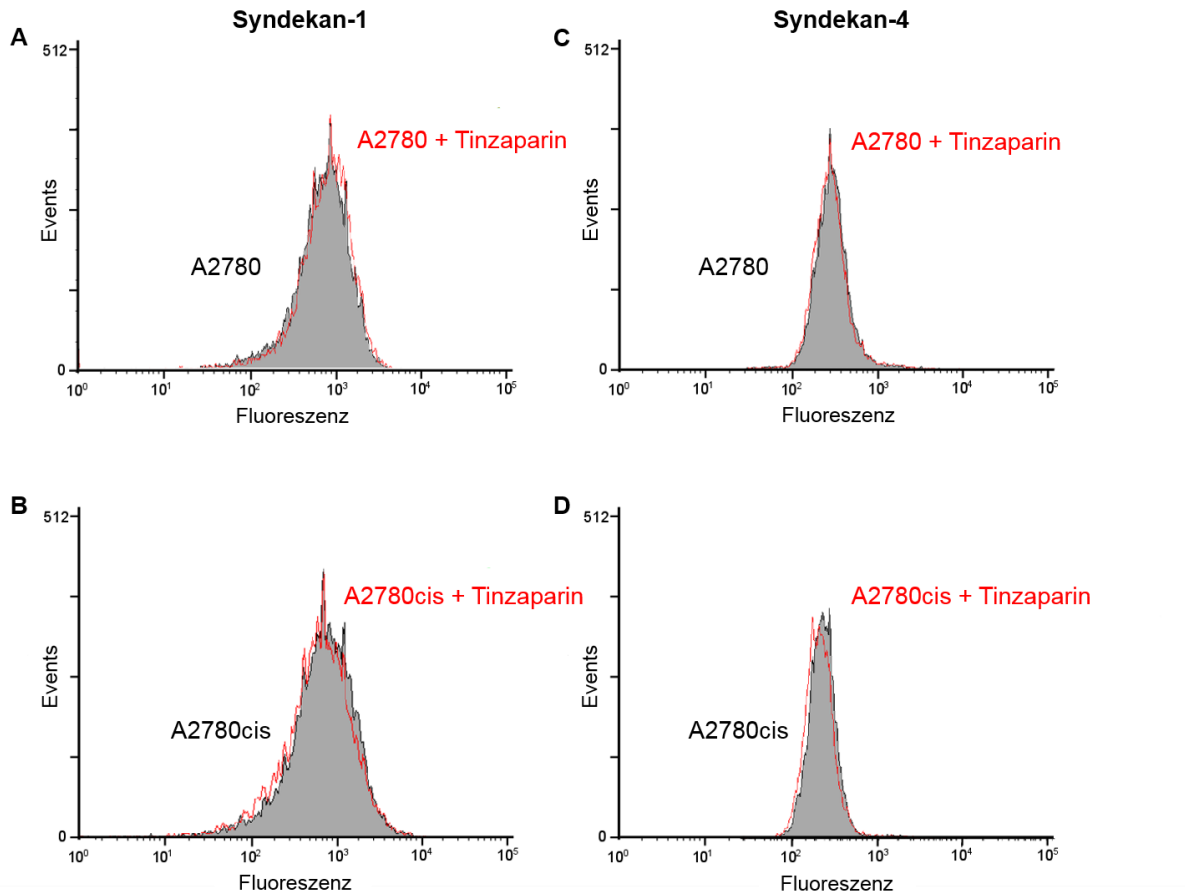 Syndekan-1
Syndekan-4
A
512
A2780 + Tinzaparin
Events
A2780
0
10⁰ 10¹ 10² 10³ 10⁴ 10⁵
Fluoreszenz
C
512
A2780 + Tinzaparin
Events
A2780
0
10⁰ 10¹ 10² 10³ 10⁴ 10⁵
Fluoreszenz
B
512
A2780cis + Tinzaparin
Events
A2780cis
0
10⁰ 10¹ 10² 10³ 10⁴ 10⁵
Fluoreszenz
D
512
A2780cis + Tinzaparin
Events
A2780cis
0
10⁰ 10¹ 10² 10³ 10⁴ 10⁵
Fluoreszenz